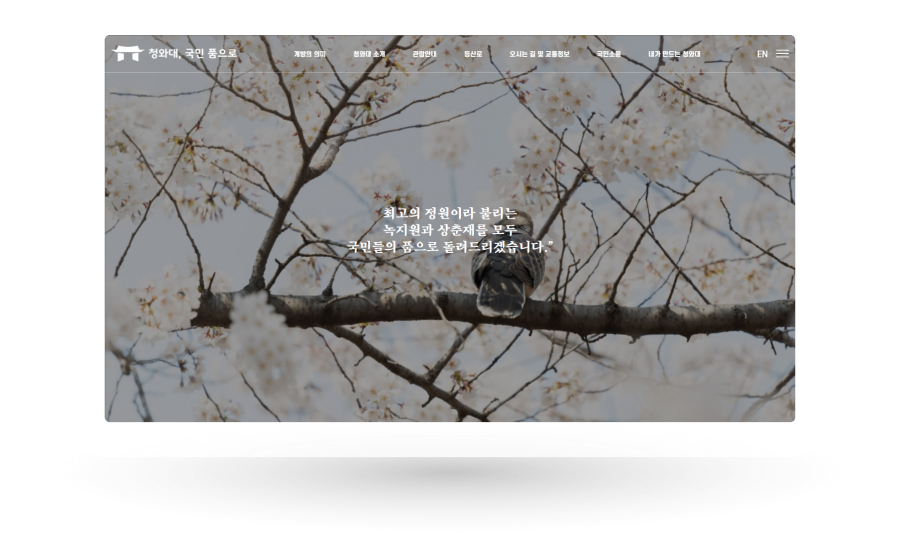 청와대, 국민 품으로
개방의 의미 청와대 소개 관람안내 등산로 오시는 길 및 교통정보 국민소통 내가 만드는 청와대 EN
최고의 정원이라 불리는
녹지원과 상춘재를 모두
국민들의 품으로 돌려드리겠습니다.”